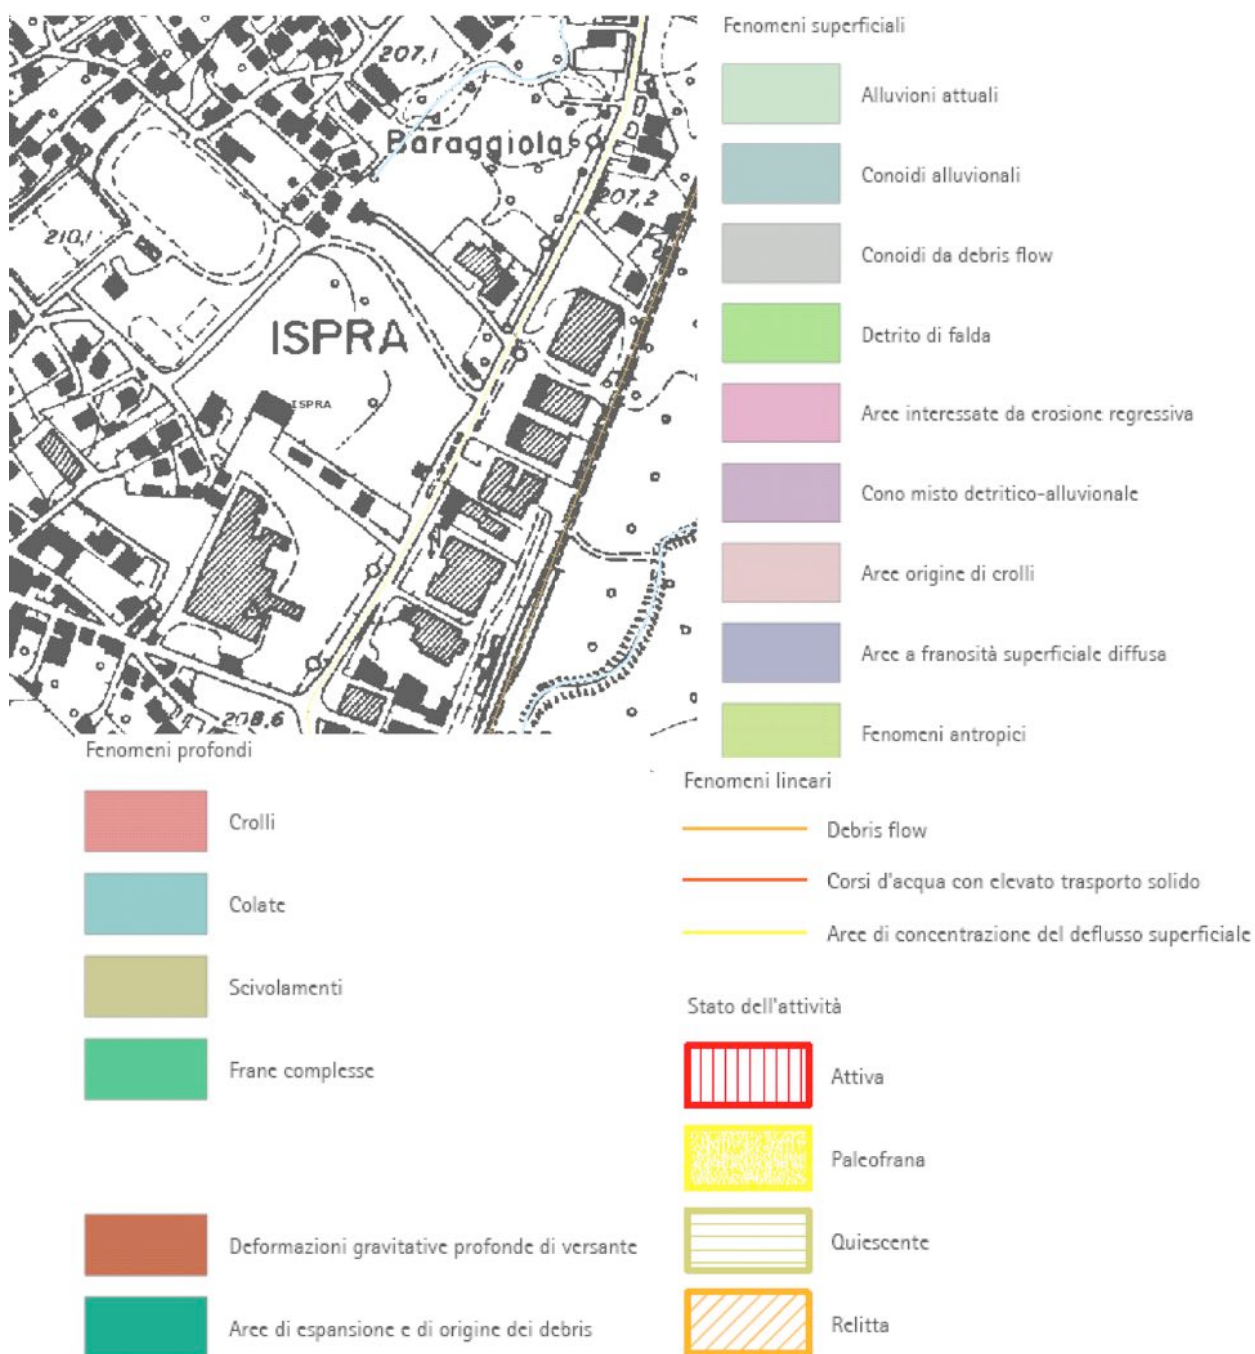 207,1
Baraggiola
207,2
210,1
ISPRA
ISPRA
208,6
Fenomeni superficiali
Alluvioni attuali
Conoidi alluvionali
Conoidi da debris flow
Detrito di falda
Aree interessate da erosione regressiva
Cono misto detritico-alluvionale
Aree origine di crolli
Aree a franosità superficiale diffusa
Fenomeni antropici
Fenomeni profondi
Crolli
Colate
Scivolamenti
Frane complesse
Deformazioni gravitative profonde di versante
Aree di espansione e di origine dei debris
Fenomeni lineari
Debris flow
Corsi d'acqua con elevato trasporto solido
Aree di concentrazione del deflusso superficiale
Stato dell'attività
Attiva
Paleofrana
Quiescente
Relitta